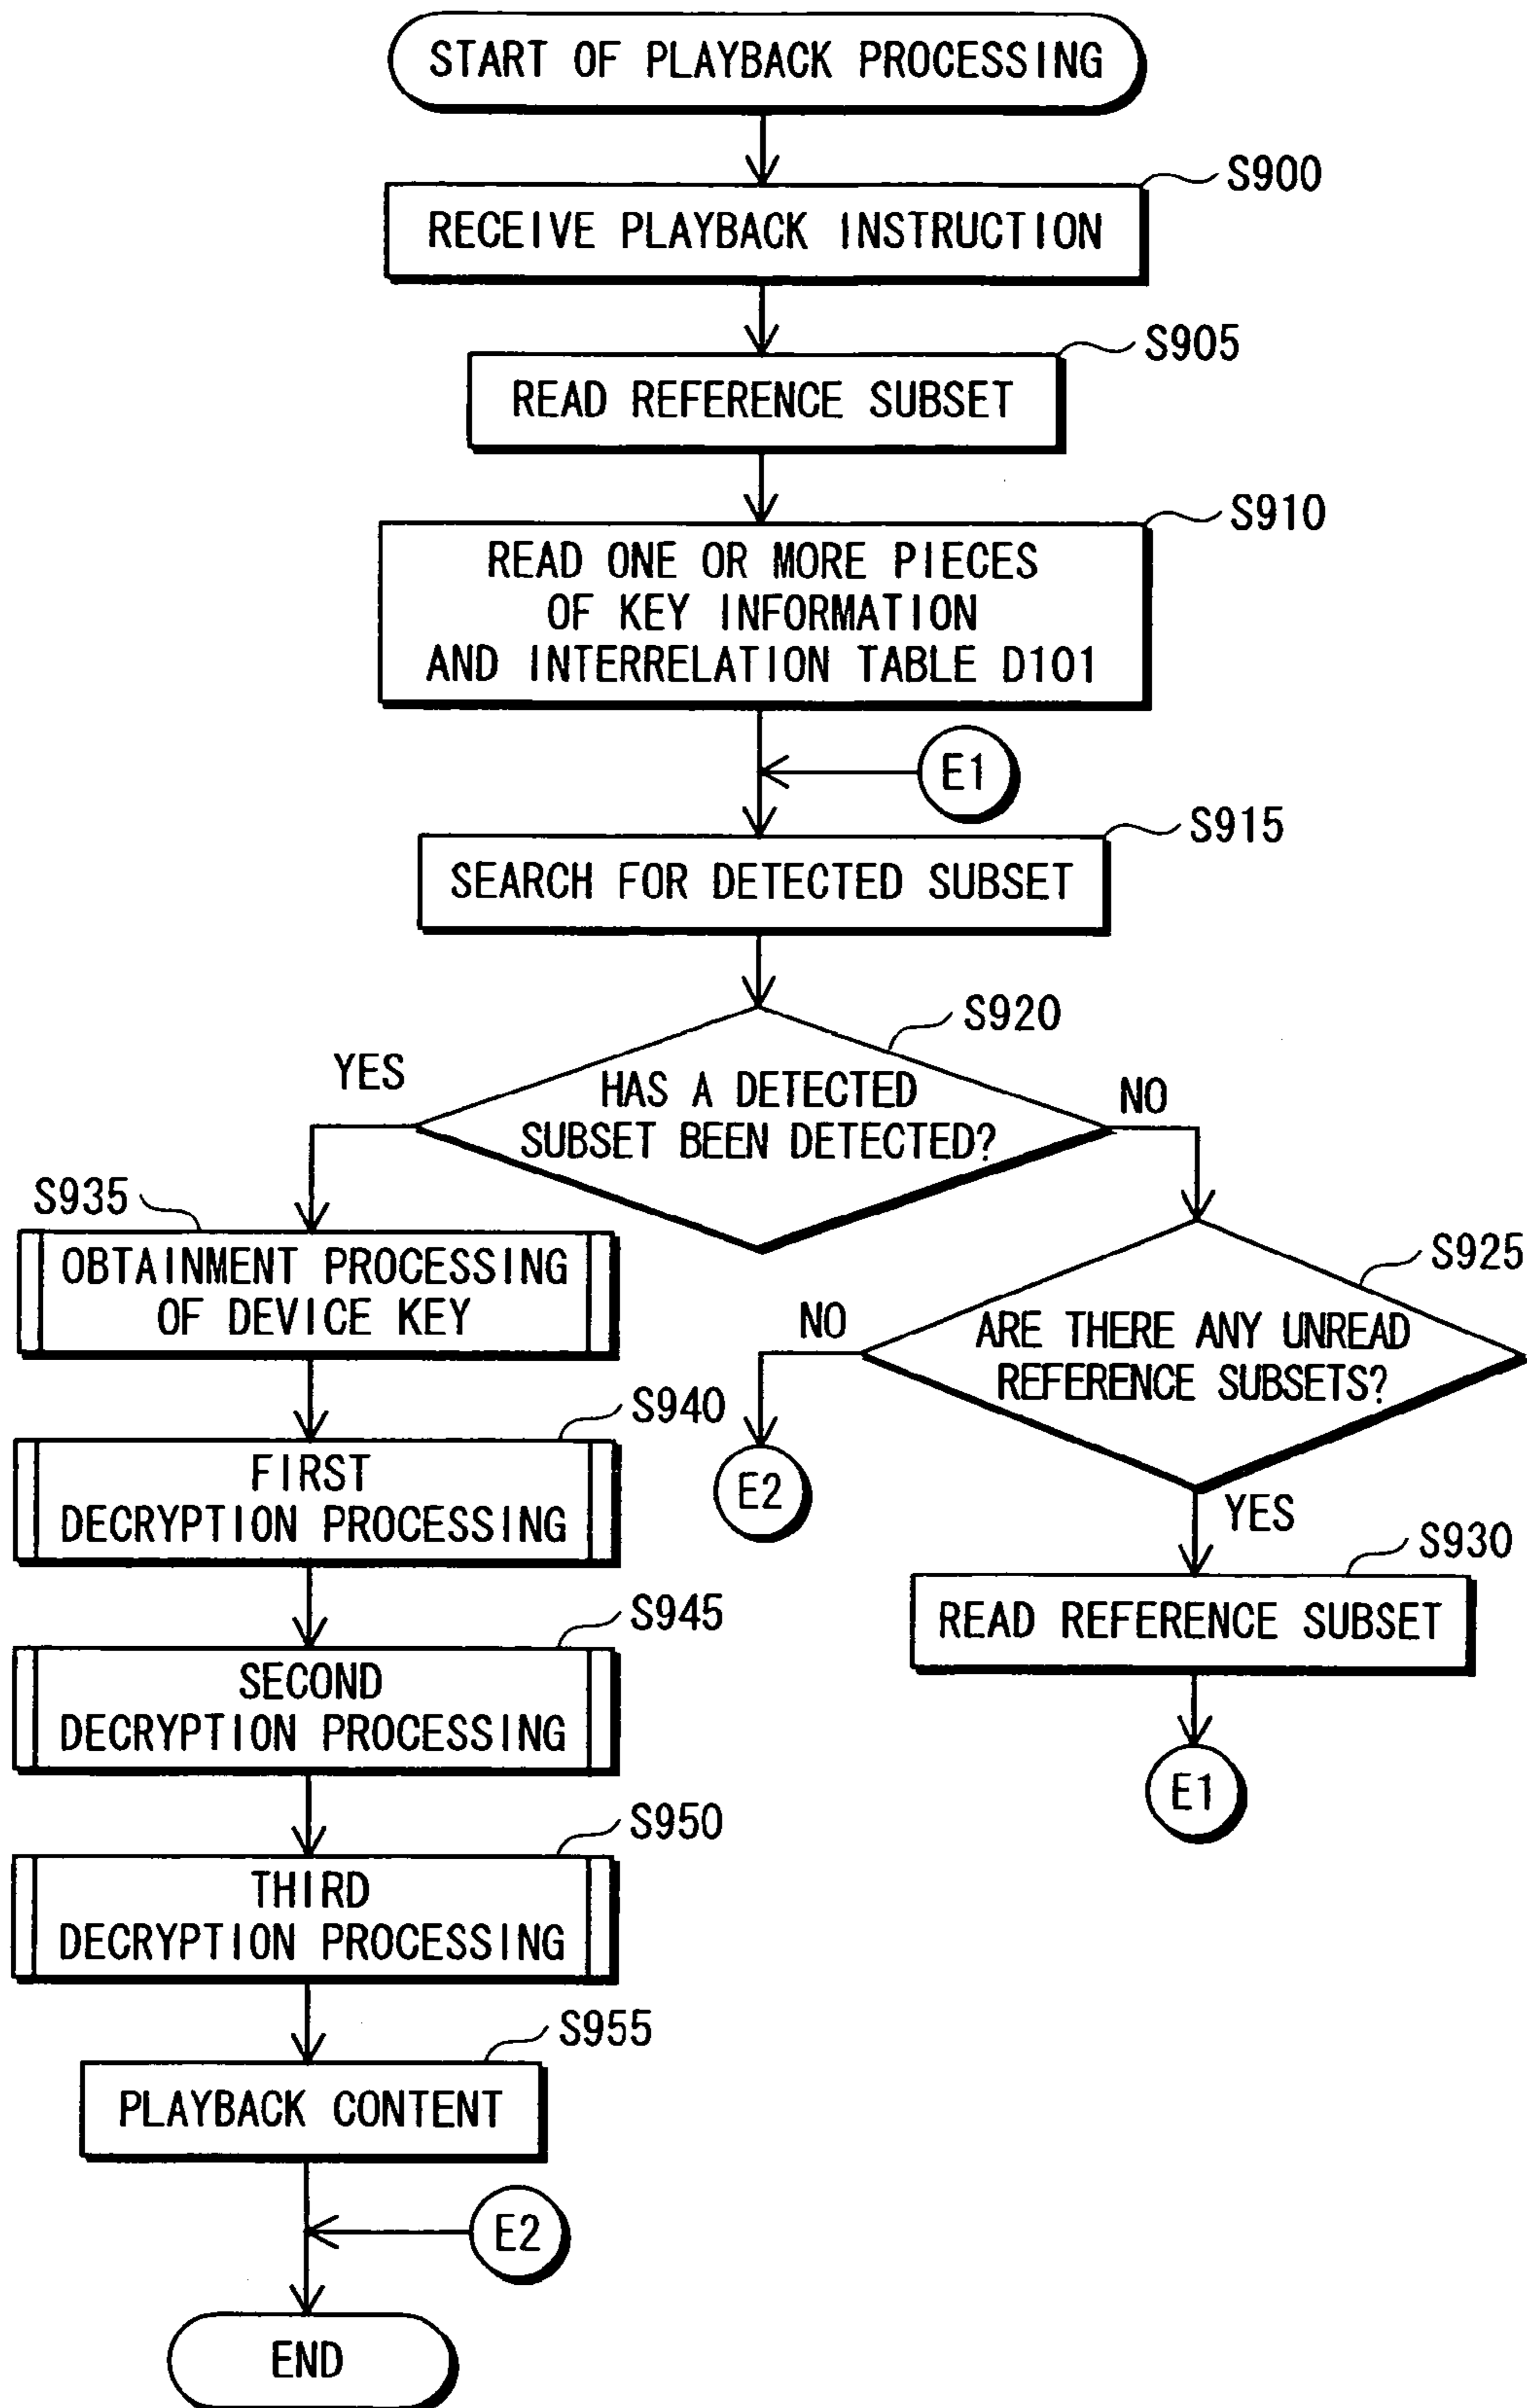 START OF PLAYBACK PROCESSING
S900
RECEIVE PLAYBACK INSTRUCTION
S905
READ REFERENCE SUBSET
S910
READ ONE OR MORE PIECES
OF KEY INFORMATION
AND INTERRELATION TABLE D101
E1
S915
SEARCH FOR DETECTED SUBSET
S920
YES
HAS A DETECTED
SUBSET BEEN DETECTED?
NO
S935
OBTAINMENT PROCESSING
OF DEVICE KEY
S925
NO
ARE THERE ANY UNREAD
REFERENCE SUBSETS?
S940
FIRST
DECRYPTION PROCESSING
E2
YES
S930
READ REFERENCE SUBSET
S945
SECOND
DECRYPTION PROCESSING
E1
S950
THIRD
DECRYPTION PROCESSING
S955
PLAYBACK CONTENT
E2
END